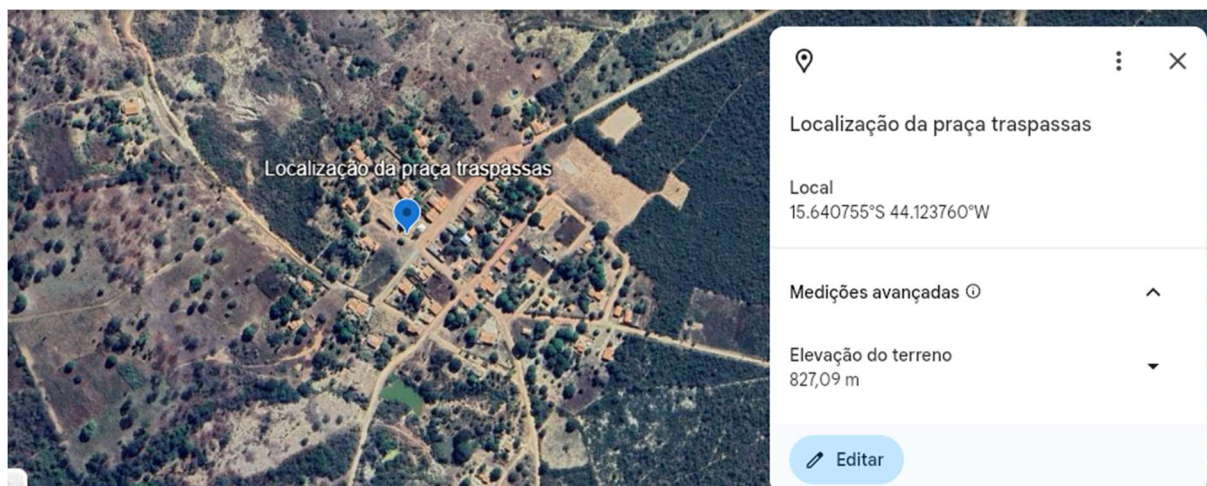 Localização da praça traspassas
Localização da praça traspassas
Local
15.640755°S 44.123760°W
Medições avançadas
Elevação do terreno
827,09 m
Editar